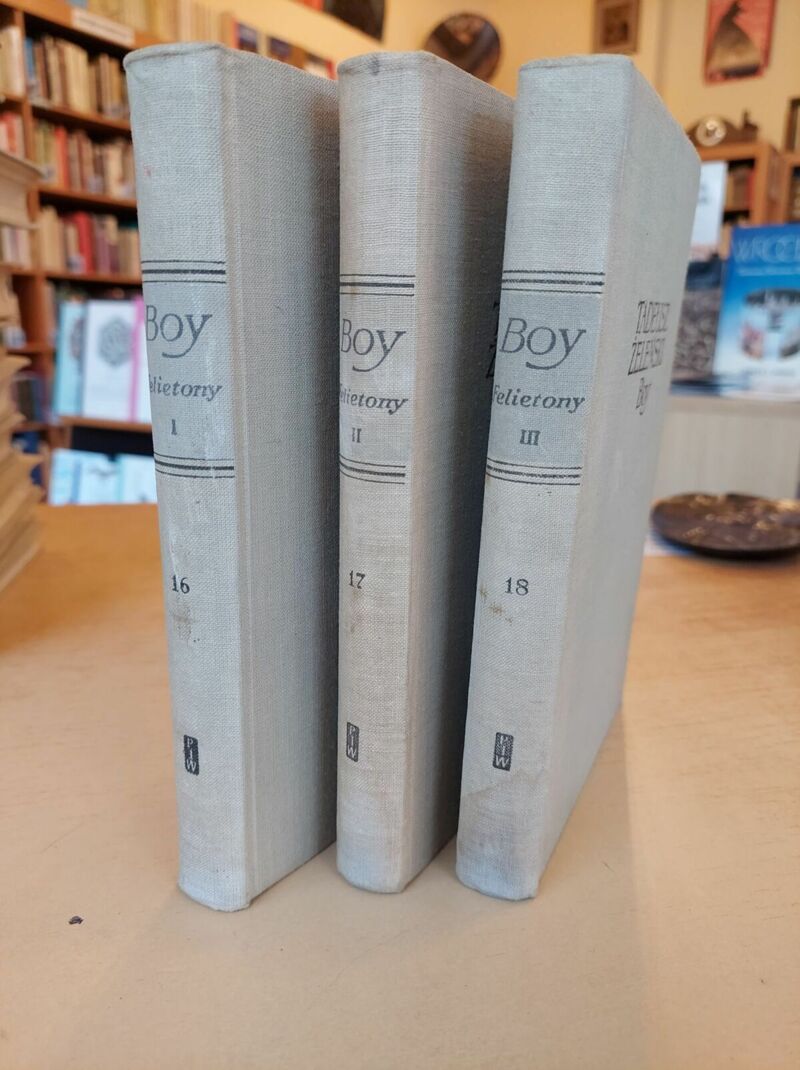 Boy
Felietony
I
16
PIW
Boy
Felietony
II
17
PIW
Boy
Felietony
III
18
PIW
TADEUSZ
ŻELEŃSKI
Boy